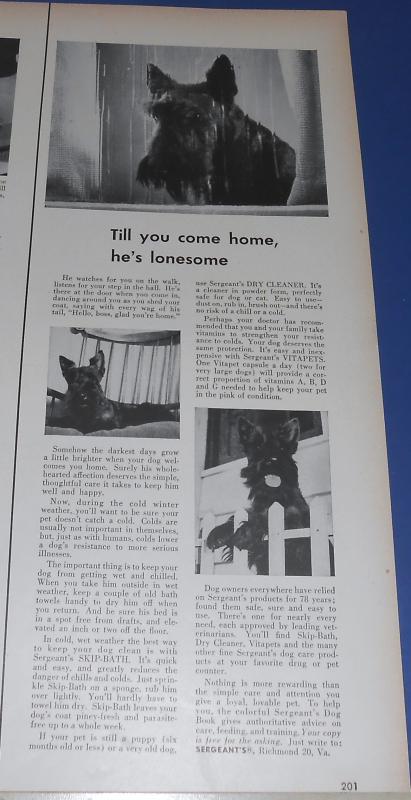 Till you come home,
he's lonesome
He watches for you on the walk,
listens for your step in the hall. He's
there at the door when you come in,
dancing around you as you shed your
coat, saying with every wag of his
tail, "Hello, boss, glad you're home."
Somehow the darkest days grow
a little brighter when your dog wel-
comes you home. Surely his whole-
hearted affection deserves the simple,
thoughtful care it takes to keep him
well and happy.
Now, during the cold winter
weather, you'll want to be sure your
pet doesn't catch a cold. Colds are
usually not important in themselves,
but, just as with humans, colds lower
a dog's resistance to more serious
illnesses.
The important thing is to keep your
dog from getting wet and chilled.
When you take him outside in wet
weather, keep a couple of old bath
towels handy to dry him off when
you return. And be sure his bed is
in a spot free from drafts, and ele-
vated an inch or two off the floor.
In cold, wet weather the best way
to keep your dog clean is with
Sergeant's SKIP-BATH. It's quick
and easy, and greatly reduces the
danger of chills and colds. Just sprin-
kle Skip-Bath on a sponge, rub him
over lightly. You'll hardly have to
towel him dry. Skip-Bath leaves your
dog's coat piney-fresh and parasite-
free up to a whole week.
If your pet is still a puppy (six
months old or less) or a very old dog,
use Sergeant's DRY CLEANER. It's
a cleaner in powder form, perfectly
safe for dog or cat. Easy to use—
dust on, rub in, brush out—and there's
no risk of a chill or a cold.
Perhaps your doctor has recom-
mended that you and your family take
vitamins to strengthen your resist-
ance to colds. Your dog deserves the
same protection. It's easy and inex-
pensive with Sergeant's VITAPETS.
One Vitapet capsule a day (two for
very large dogs) will provide a cor-
rect proportion of vitamins A, B, D
and G needed to help keep your pet
in the pink of condition.
Dog owners everywhere have relied
on Sergeant's products for 78 years;
found them safe, sure and easy to
use. There's one for nearly every
need, each approved by leading vet-
erinarians. You'll find Skip-Bath,
Dry Cleaner, Vitapets and the many
other fine Sergeant's dog care prod-
ucts at your favorite drug or pet
counter.
Nothing is more rewarding than
the simple care and attention you
give a loyal, lovable pet. To help
you, the colorful Sergeant's Dog
Book gives authoritative advice on
care, feeding, and training. Your copy
is free for the asking. Just write to:
SERGEANT'S®, Richmond 20, Va.
201